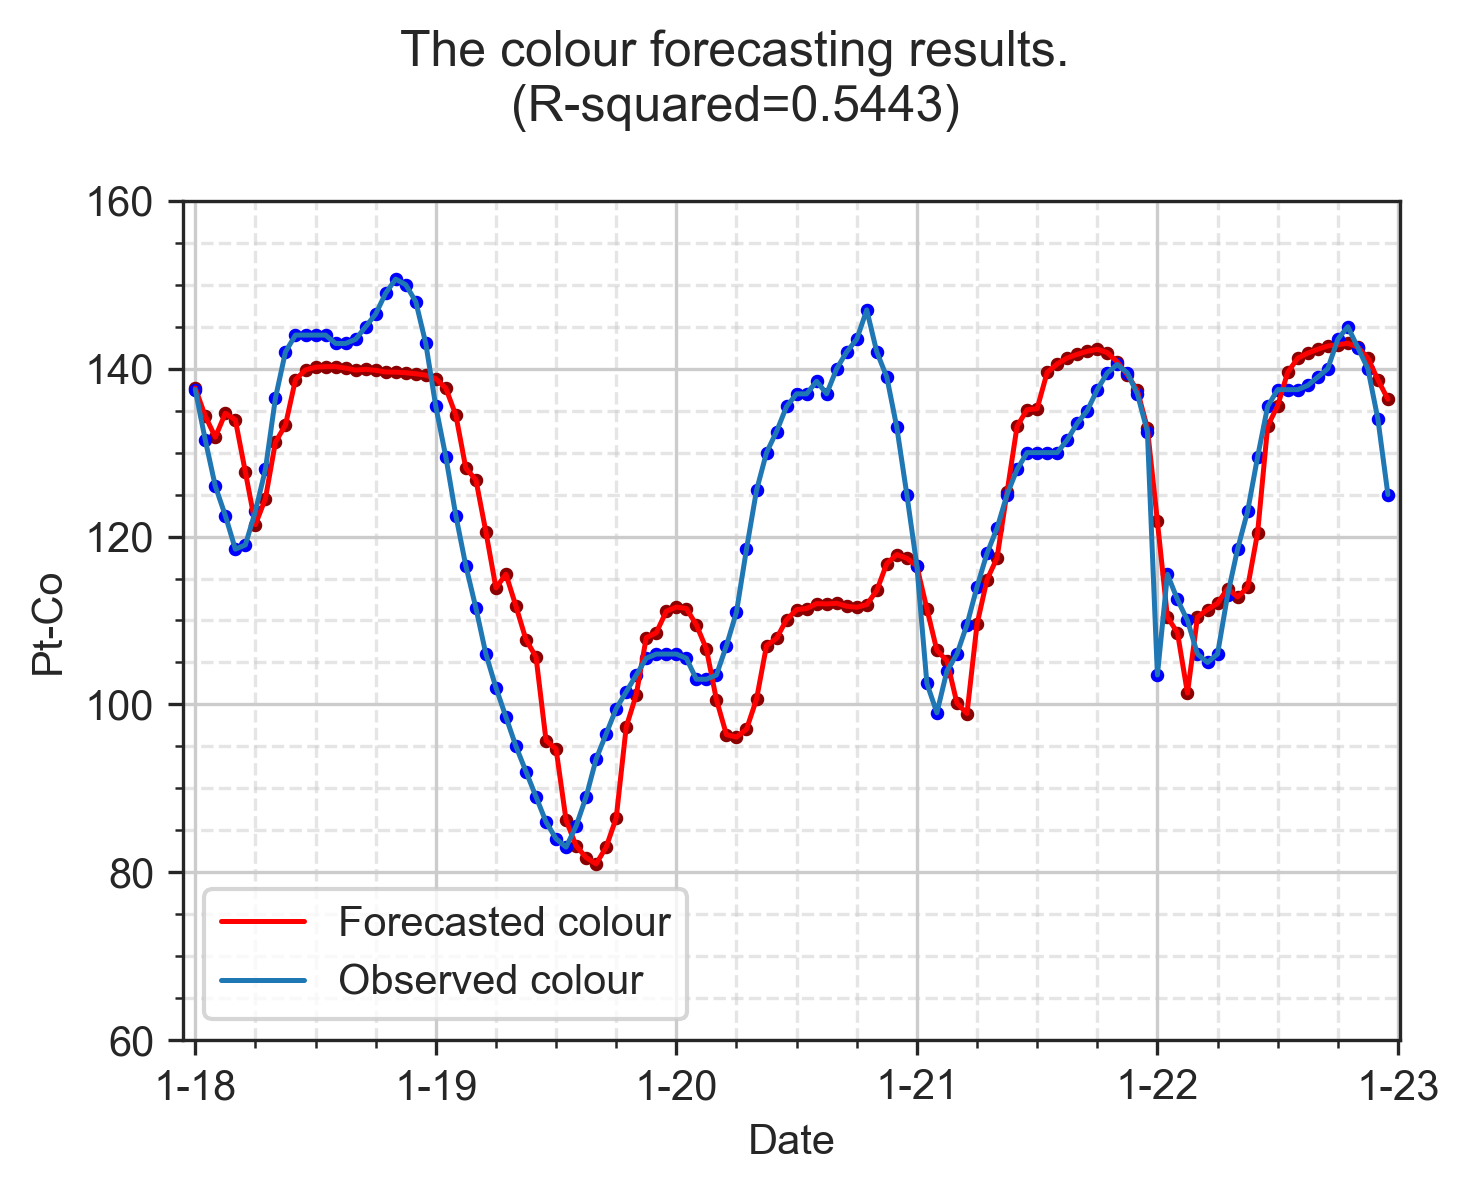 The colour forecasting results.
(R-squared=0.5443)
160
140
120
100
80
60
Pt-Co
Forecasted colour
Observed colour
1-18 1-19 1-20 1-21 1-22 1-23
Date